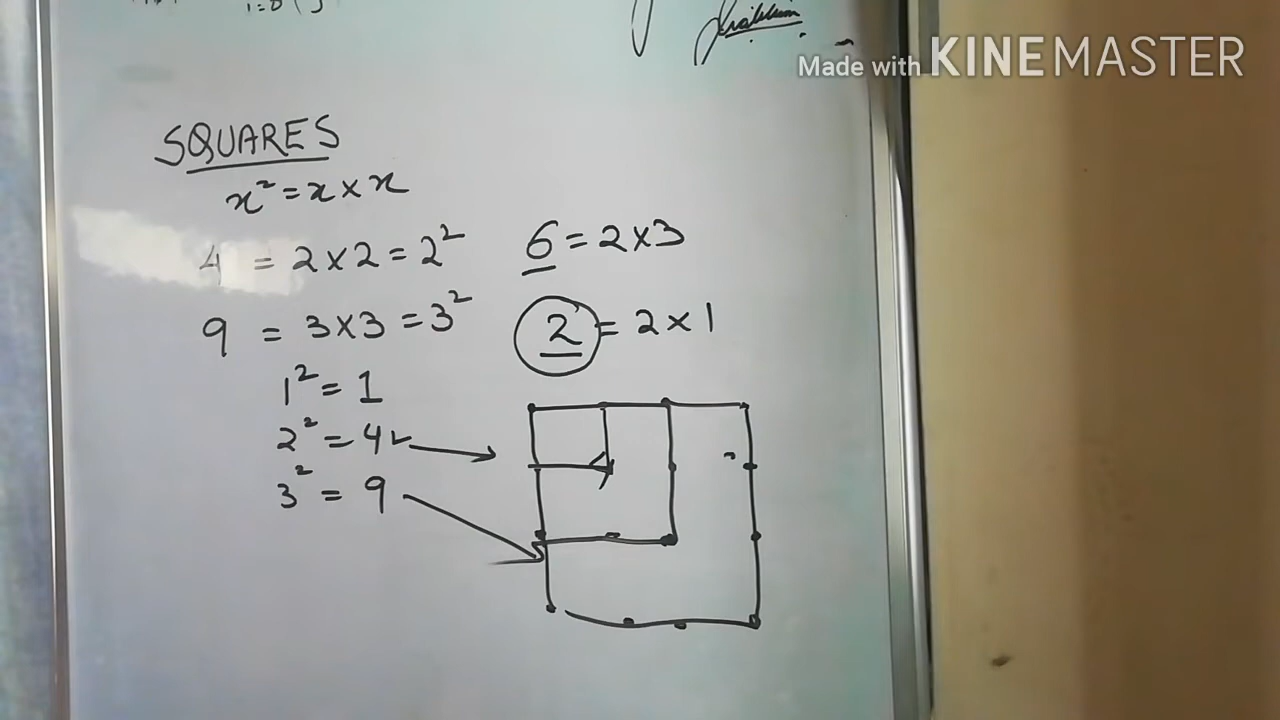 Made with KINEMASTER
SQUARES
x² = x × x
4 = 2 × 2 = 2²
6 = 2 × 3
9 = 3 × 3 = 3²
2 = 2 × 1
1² = 1
2² = 4
3² = 9